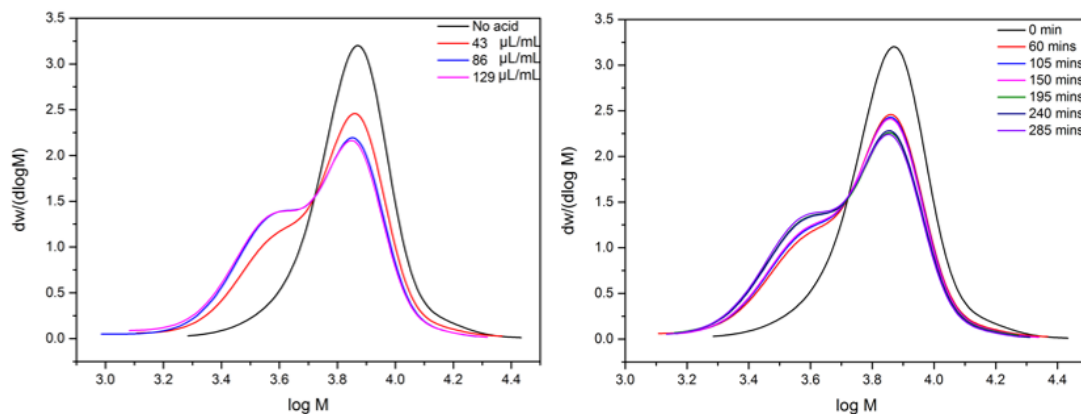 No acid
43 µL/mL
86 µL/mL
129 µL/mL
dw/(dlogM)
3.5
3.0
2.5
2.0
1.5
1.0
0.5
0.0
3.0 3.2 3.4 3.6 3.8 4.0 4.2 4.4
log M
0 min
60 mins
105 mins
150 mins
195 mins
240 mins
285 mins
dw/(dlog M)
3.5
3.0
2.5
2.0
1.5
1.0
0.5
0.0
3.0 3.2 3.4 3.6 3.8 4.0 4.2 4.4
log M